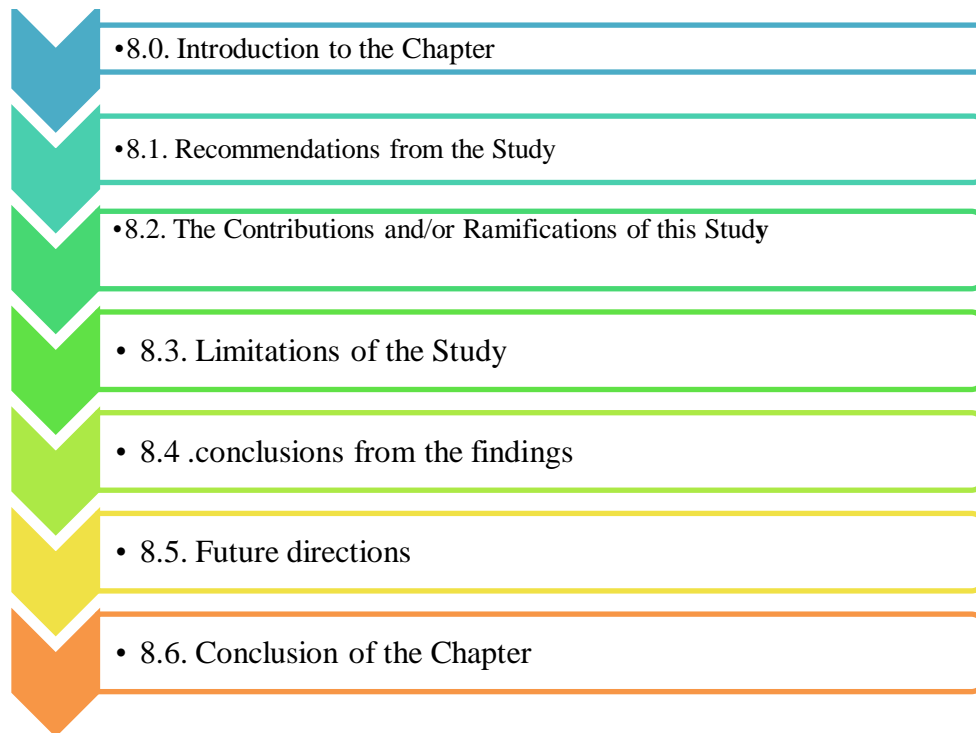 •8.0. Introduction to the Chapter
•8.1. Recommendations from the Study
•8.2. The Contributions and/or Ramifications of this Study
• 8.3. Limitations of the Study
• 8.4 .conclusions from the findings
• 8.5. Future directions
• 8.6. Conclusion of the Chapter